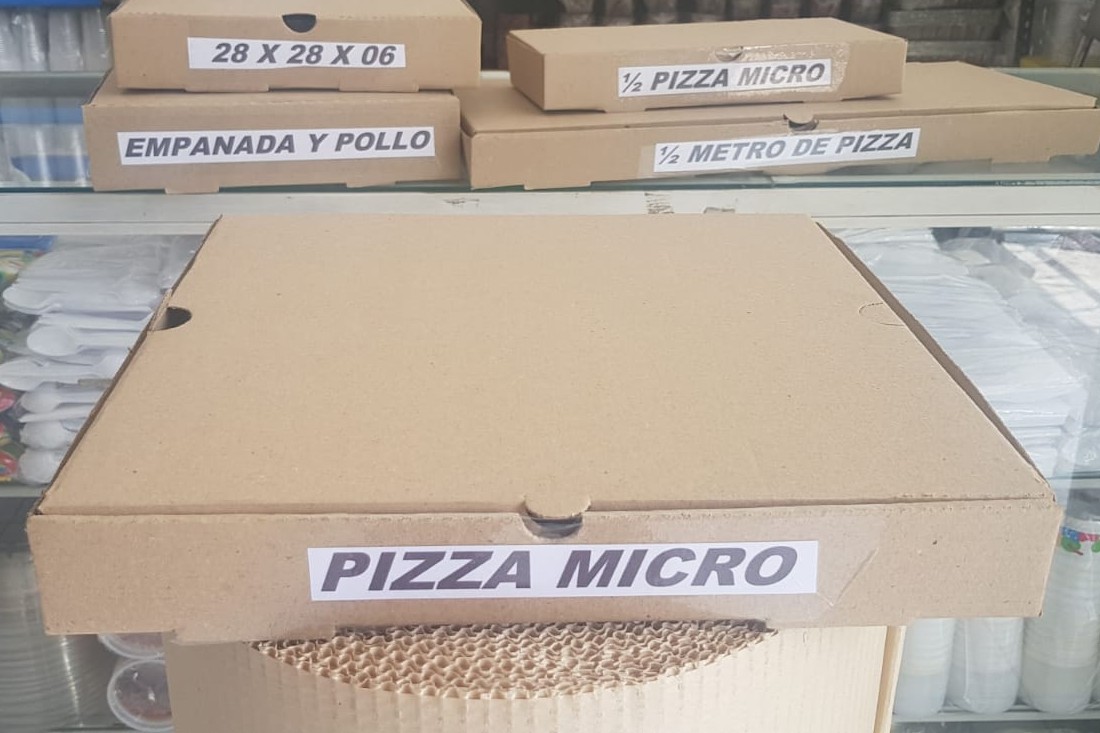 28 X 28 X 06
½ PIZZA MICRO
EMPANADA Y POLLO
½ METRO DE PIZZA
PIZZA MICRO